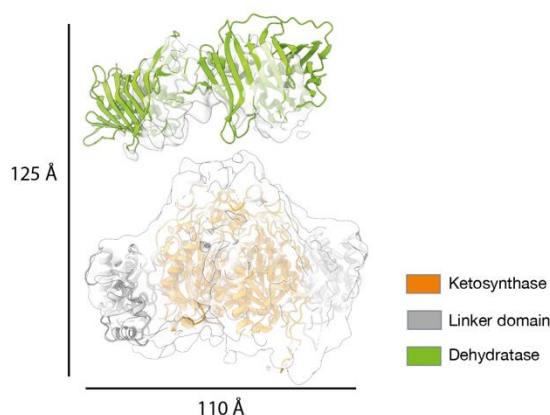 125 Å
Ketosynthase
Linker domain
Dehydratase
110 Å